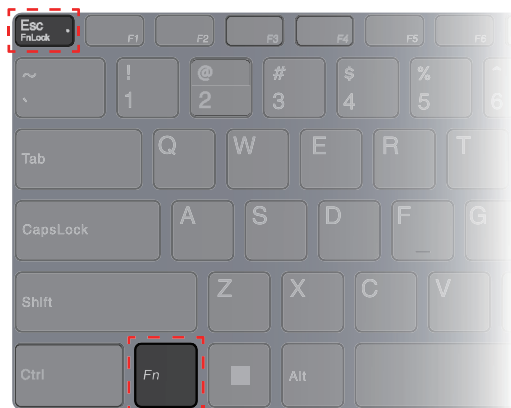 Esc
FnLock
F1
F2
F3
F4
F5
F6
~
`
!
1
@
2
#
3
$
4
%
5
^
6
Tab
Q
W
E
R
T
CapsLock
A
S
D
F
G
Shift
Z
X
C
V
Ctrl
Fn
Alt